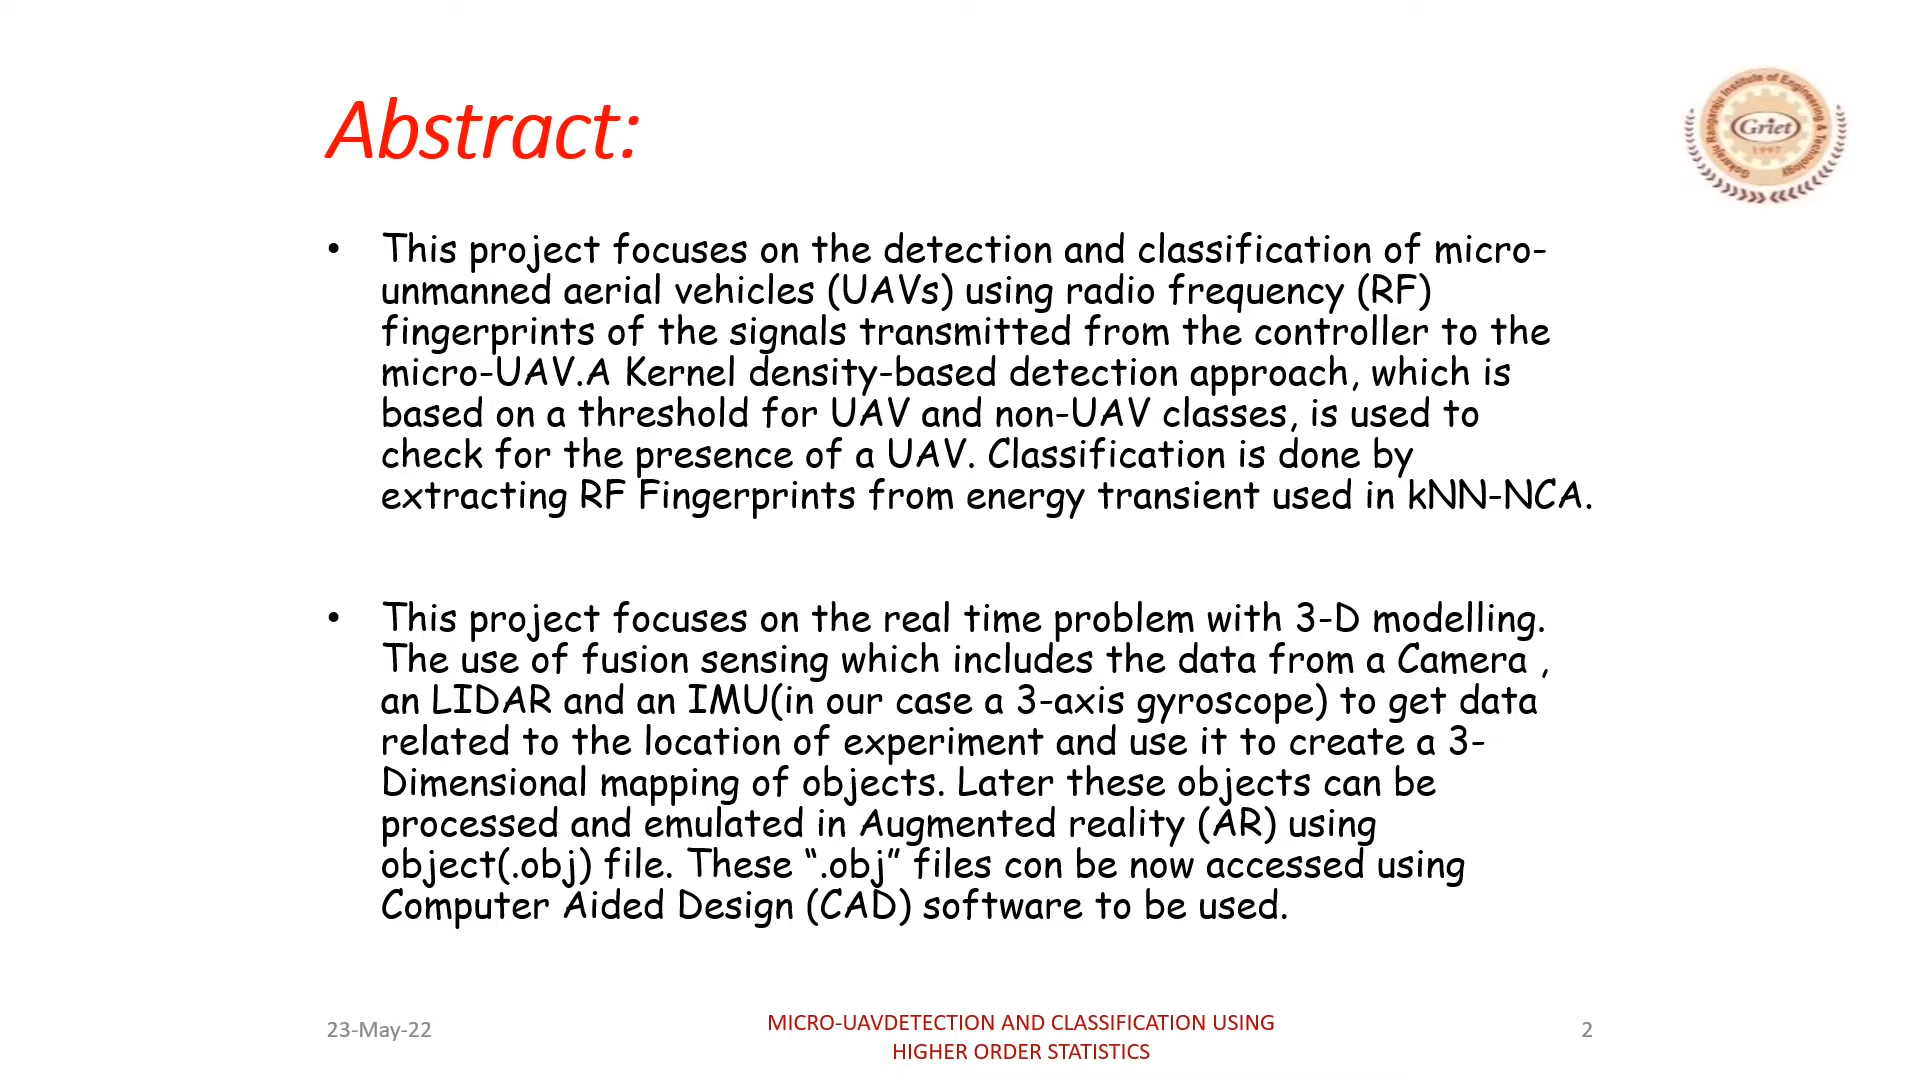 Abstract:
Gokaraju Rangaraju Institute of Engineering & Technology
Griet
1997
• This project focuses on the detection and classification of micro-
unmanned aerial vehicles (UAVs) using radio frequency (RF)
fingerprints of the signals transmitted from the controller to the
micro-UAV.A Kernel density-based detection approach, which is
based on a threshold for UAV and non-UAV classes, is used to
check for the presence of a UAV. Classification is done by
extracting RF Fingerprints from energy transient used in kNN-NCA.
• This project focuses on the real time problem with 3-D modelling.
The use of fusion sensing which includes the data from a Camera ,
an LIDAR and an IMU(in our case a 3-axis gyroscope) to get data
related to the location of experiment and use it to create a 3-
Dimensional mapping of objects. Later these objects can be
processed and emulated in Augmented reality (AR) using
object(.obj) file. These “.obj” files con be now accessed using
Computer Aided Design (CAD) software to be used.
23-May-22
MICRO-UAVDETECTION AND CLASSIFICATION USING
HIGHER ORDER STATISTICS
2